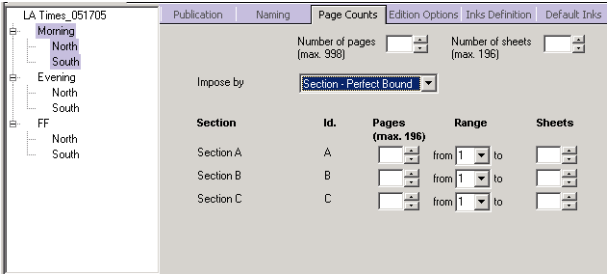 LA Times_051705
Morning
North
South
Evening
North
South
FF
North
South
Publication Naming Page Counts Edition Options Inks Definition Default Inks
Number of pages Number of sheets
(max. 998) (max. 196)
Impose by Section - Perfect Bound
Section Id. Pages Range Sheets
(max. 196)
Section A A from 1 to
Section B B from 1 to
Section C C from 1 to